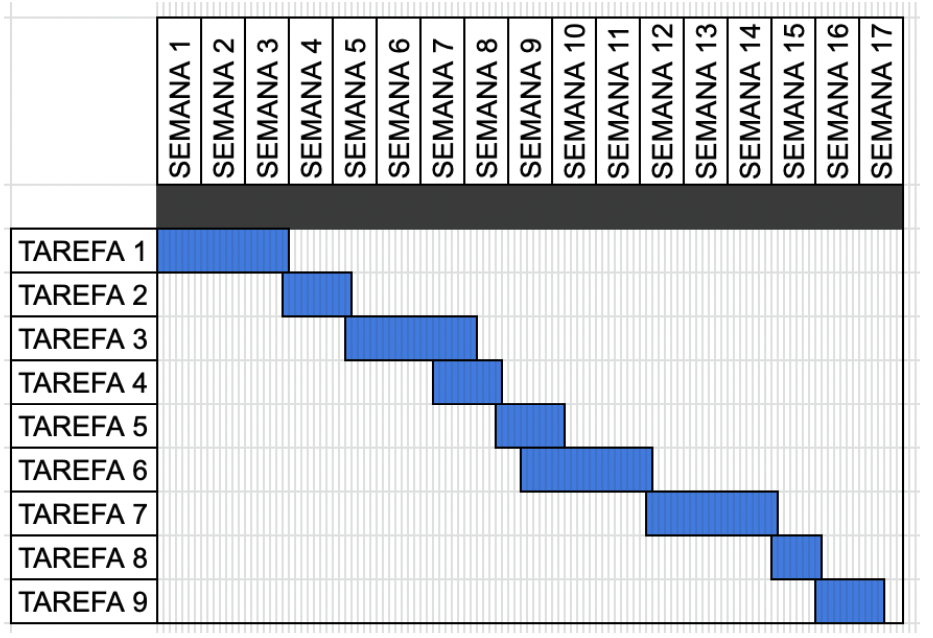 SEMANA 1
SEMANA 2
SEMANA 3
SEMANA 4
SEMANA 5
SEMANA 6
SEMANA 7
SEMANA 8
SEMANA 9
SEMANA 10
SEMANA 11
SEMANA 12
SEMANA 13
SEMANA 14
SEMANA 15
SEMANA 16
SEMANA 17
TAREFA 1
TAREFA 2
TAREFA 3
TAREFA 4
TAREFA 5
TAREFA 6
TAREFA 7
TAREFA 8
TAREFA 9